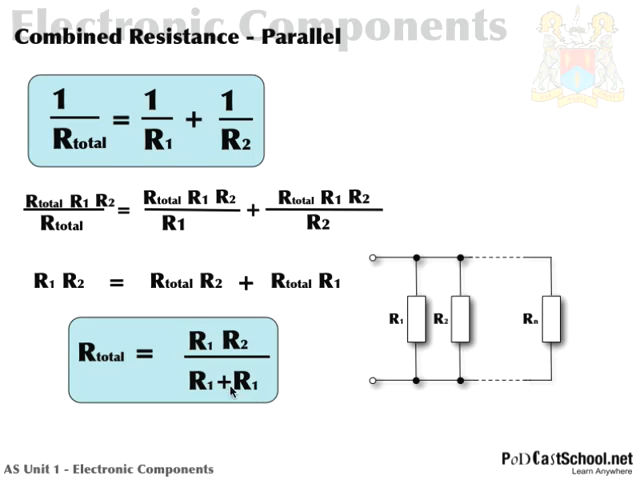 Electronic Components
Combined Resistance - Parallel
1/Rtotal = 1/R1 + 1/R2
Rtotal R1 R2/Rtotal = Rtotal R1 R2/R1 + Rtotal R1 R2/R2
R1 R2 = Rtotal R2 + Rtotal R1
Rtotal = R1 R2/R1+R1
R1 R2 Rn
AS Unit 1 - Electronic Components
PoDCastSchool.net
Learn Anywhere